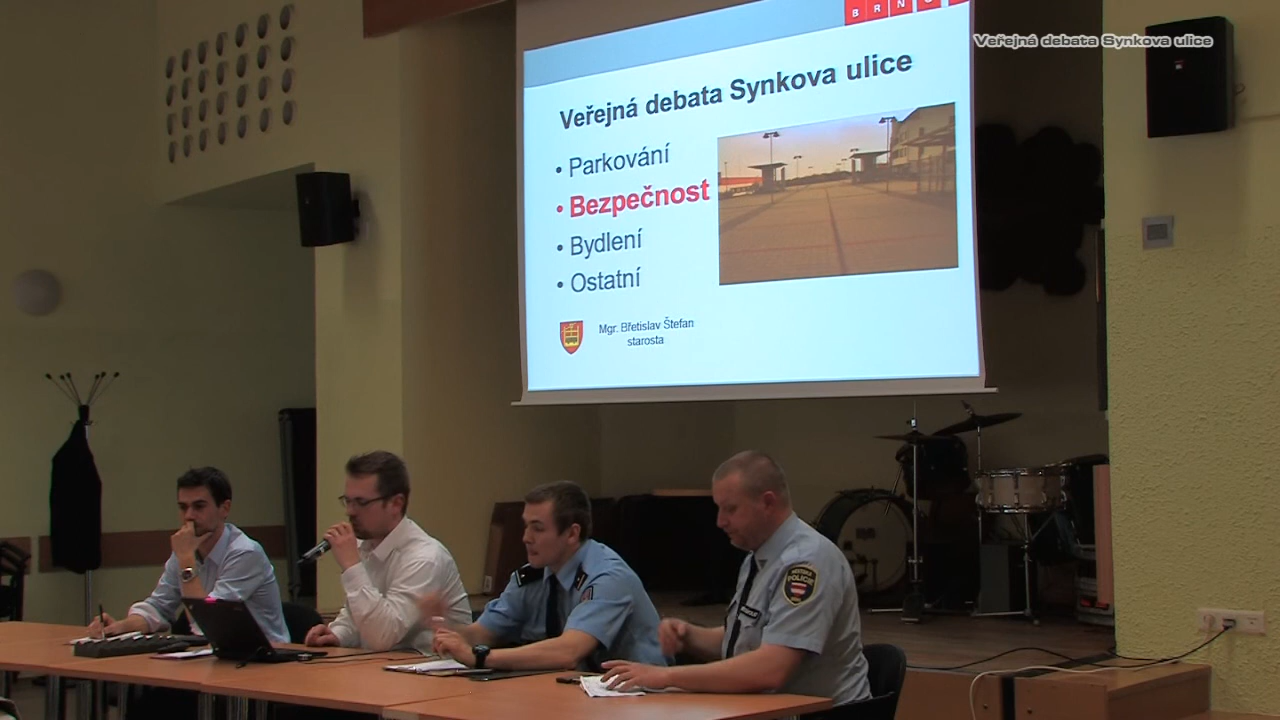 BRNO
Veřejná debata Synkova ulice
Veřejná debata Synkova ulice
• Parkování
• Bezpečnost
• Bydlení
• Ostatní
Mgr. Břetislav Štefan
starosta
POLICIE